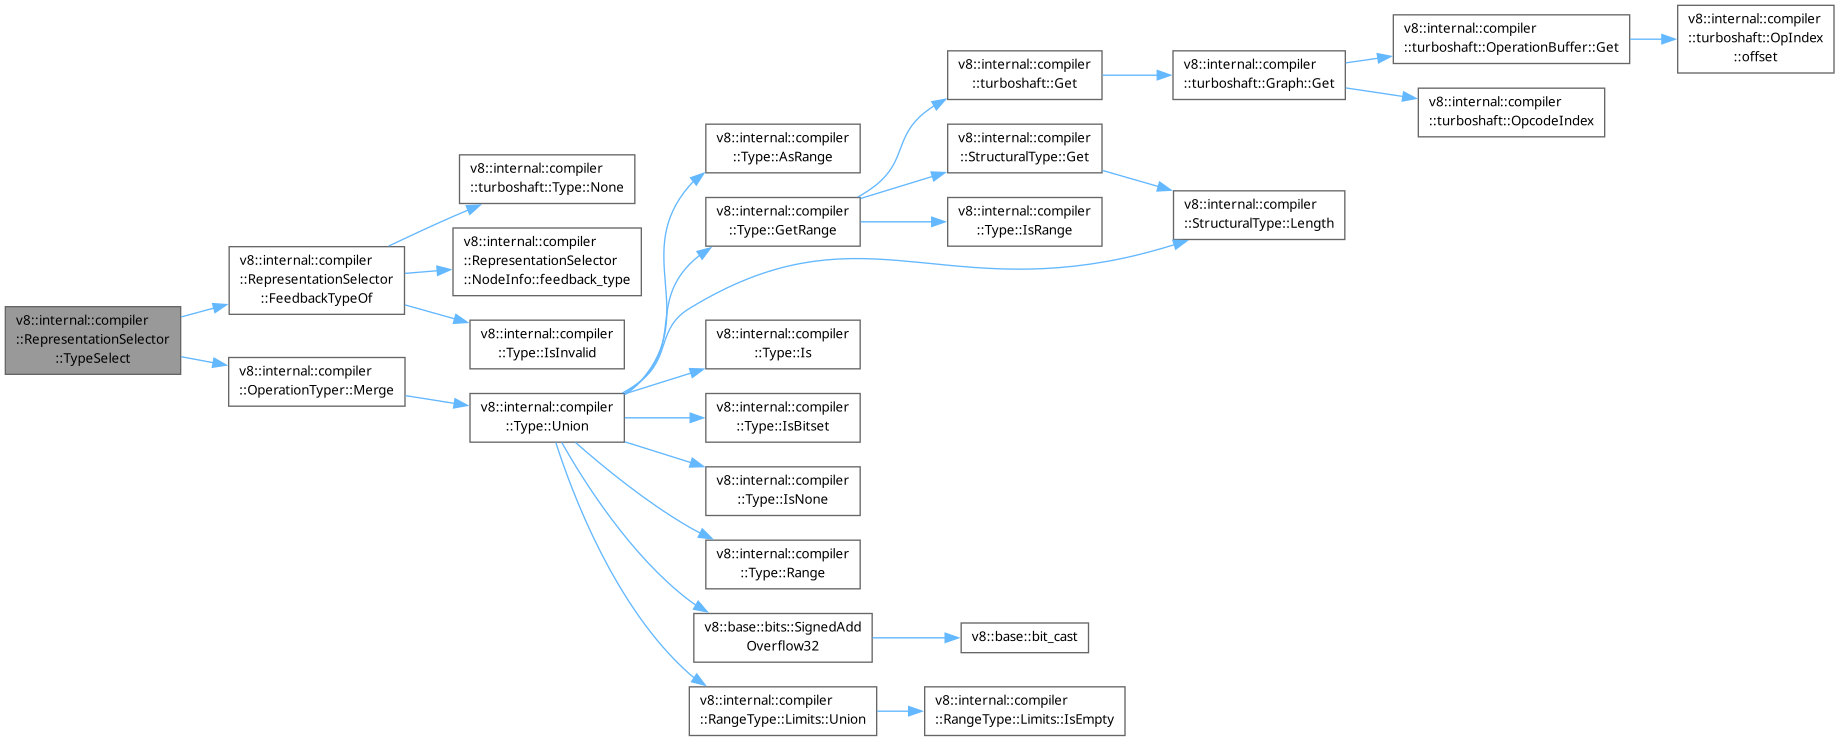 v8::internal::compiler
::RepresentationSelector
::TypeSelect
v8::internal::compiler
::RepresentationSelector
::FeedbackTypeOf
v8::internal::compiler
::turboshaft::Type::None
v8::internal::compiler
::RepresentationSelector
::NodeInfo::feedback_type
v8::internal::compiler
::Type::IsInvalid
v8::internal::compiler
::OperationTyper::Merge
v8::internal::compiler
::Type::Union
v8::internal::compiler
::Type::AsRange
v8::internal::compiler
::Type::GetRange
v8::internal::compiler
::turboshaft::Get
v8::internal::compiler
::turboshaft::Graph::Get
v8::internal::compiler
::turboshaft::OperationBuffer::Get
v8::internal::compiler
::turboshaft::OpIndex
::offset
v8::internal::compiler
::turboshaft::OpcodeIndex
v8::internal::compiler
::StructuralType::Get
v8::internal::compiler
::StructuralType::Length
v8::internal::compiler
::Type::IsRange
v8::internal::compiler
::Type::Is
v8::internal::compiler
::Type::IsBitset
v8::internal::compiler
::Type::IsNone
v8::internal::compiler
::Type::Range
v8::base::bits::SignedAdd
Overflow32
v8::base::bit_cast
v8::internal::compiler
::RangeType::Limits::Union
v8::internal::compiler
::RangeType::Limits::IsEmpty